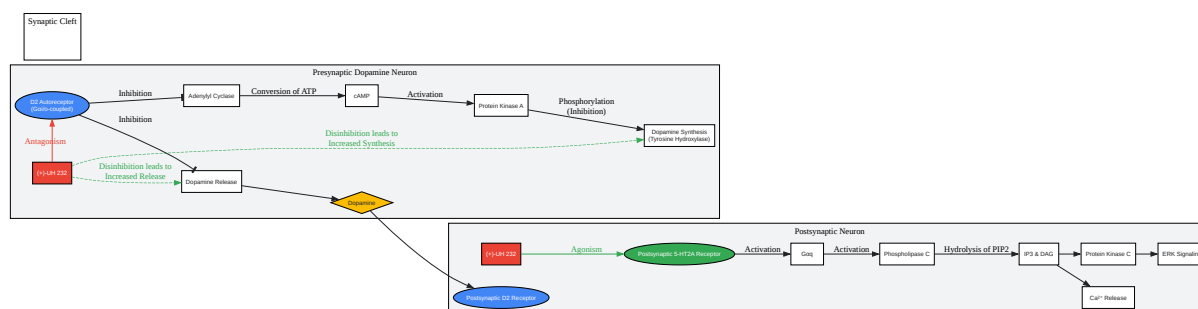 Synaptic Cleft
Presynaptic Dopamine Neuron
D2 Autoreceptor
(Gαi/o-coupled)
Inhibition
Adenylyl Cyclase
Conversion of ATP
cAMP
Activation
Protein Kinase A
Phosphorylation
(Inhibition)
Dopamine Synthesis
(Tyrosine Hydroxylase)
Inhibition
Antagonism
Disinhibition leads to
Increased Synthesis
(+)-UH 232
Disinhibition leads to
Increased Release
Dopamine Release
Dopamine
Postsynaptic Neuron
(+)-UH 232
Agonism
Postsynaptic 5-HT2A Receptor
Activation
Gαq
Activation
Phospholipase C
Hydrolysis of PIP2
IP3 & DAG
Protein Kinase C
ERK Signalin
Postsynaptic D2 Receptor
Ca²⁺ Release